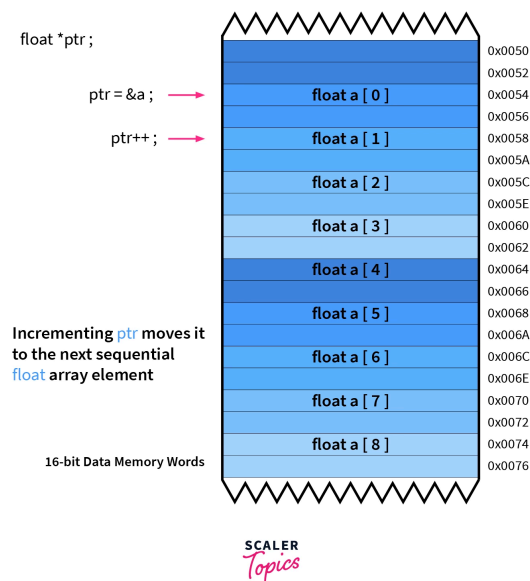 float *ptr ;
0x0050
0x0052
ptr = &a ;
float a [ 0 ]
0x0054
0x0056
ptr++ ;
float a [ 1 ]
0x0058
0x005A
float a [ 2 ]
0x005C
0x005E
float a [ 3 ]
0x0060
0x0062
float a [ 4 ]
0x0064
0x0066
float a [ 5 ]
0x0068
0x006A
float a [ 6 ]
0x006C
0x006E
float a [ 7 ]
0x0070
0x0072
float a [ 8 ]
0x0074
0x0076
Incrementing ptr moves it
to the next sequential
float array element
16-bit Data Memory Words
SCALER
Topics